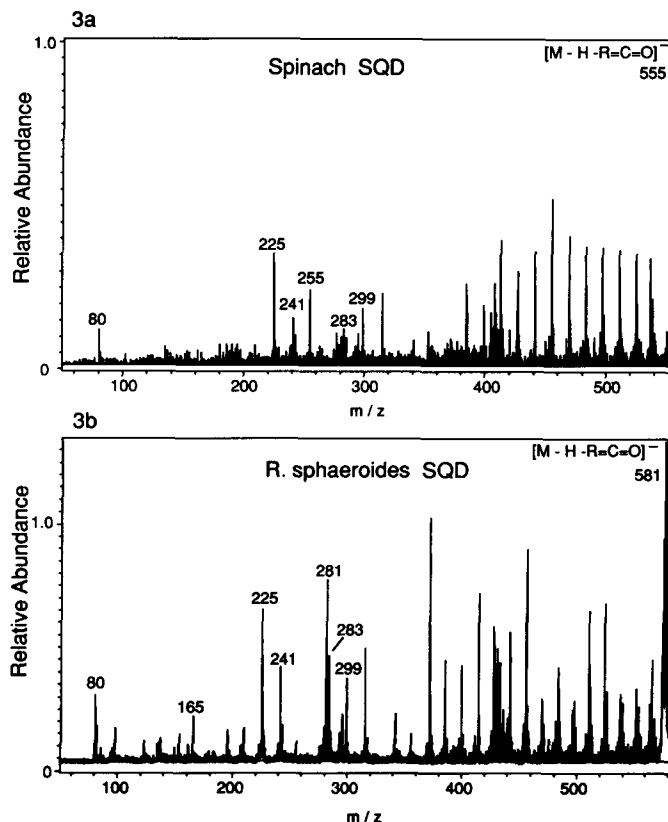 3a
1.0
[M - H -R=C=O]⁻
Spinach SQD
555
Relative Abundance
225
255
241
299
283
80
0
100
200
300
400
500
m / z
3b
[M - H -R=C=O]⁻
R. sphaeroides SQD
581
1.0
Relative Abundance
281
225
283
241
299
80
165
0
100
200
300
400
500
m / z